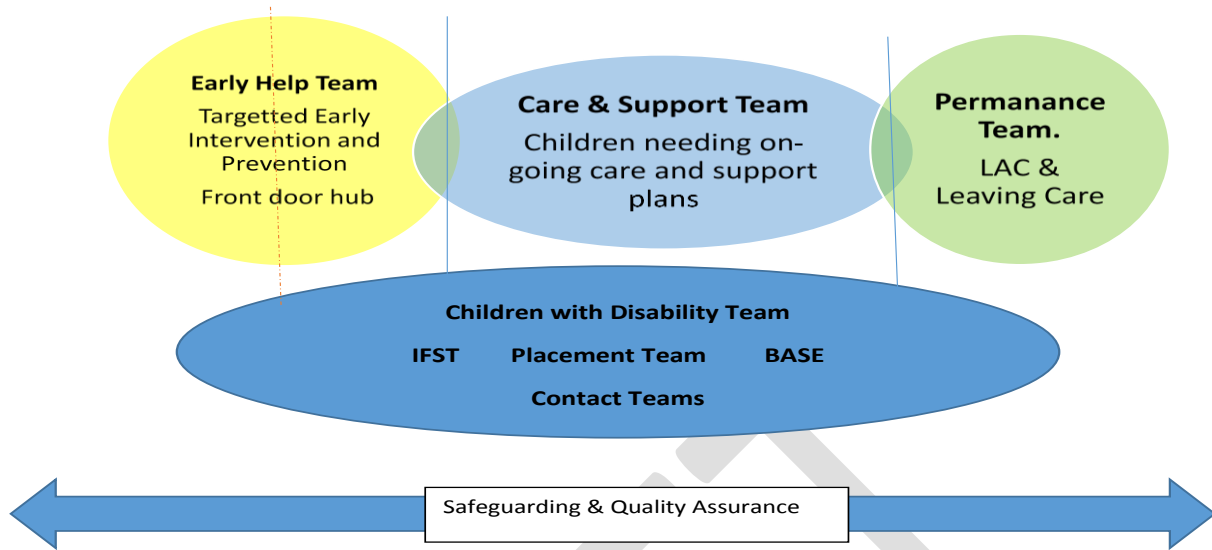 Early Help Team
Targetted Early
Intervention and
Prevention
Front door hub
Care & Support Team
Children needing on-
going care and support
plans
Permanance
Team.
LAC &
Leaving Care
Children with Disability Team
IFST Placement Team BASE
Contact Teams
Safeguarding & Quality Assurance